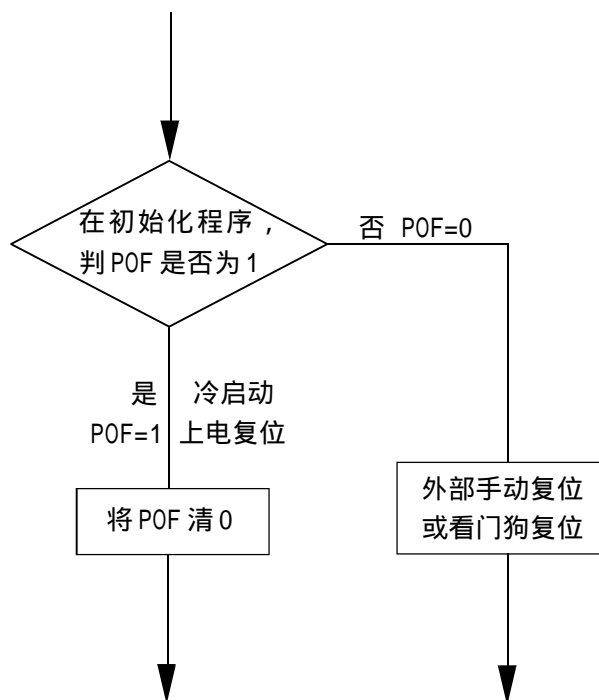 在初始化程序，
判POF是否为1
否 POF=0
是 冷启动
POF=1 上电复位
将POF清0
外部手动复位
或看门狗复位